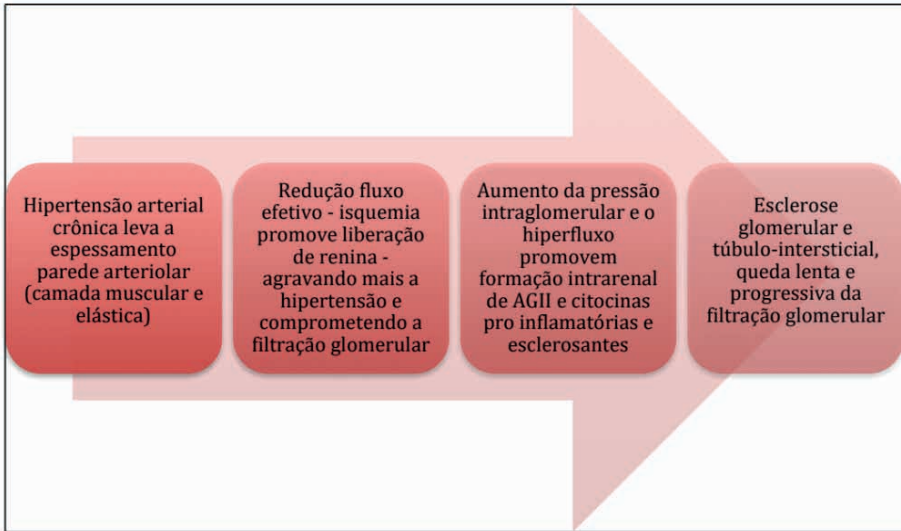 Hipertensão arterial
crônica leva a
espessamento
parede arteriolar
(camada muscular e
elástica)
Redução fluxo
efetivo - isquemia
promove liberação
de renina -
agravando mais a
hipertensão e
comprometendo a
filtração glomerular
Aumento da pressão
intraglomerular e o
hiperfluxo
promovem
formação intrarenal
de AGII e citocinas
pro inflamatórias e
esclerosantes
Esclerose
glomerular e
túbulo-intersticial,
queda lenta e
progressiva da
filtração glomerular